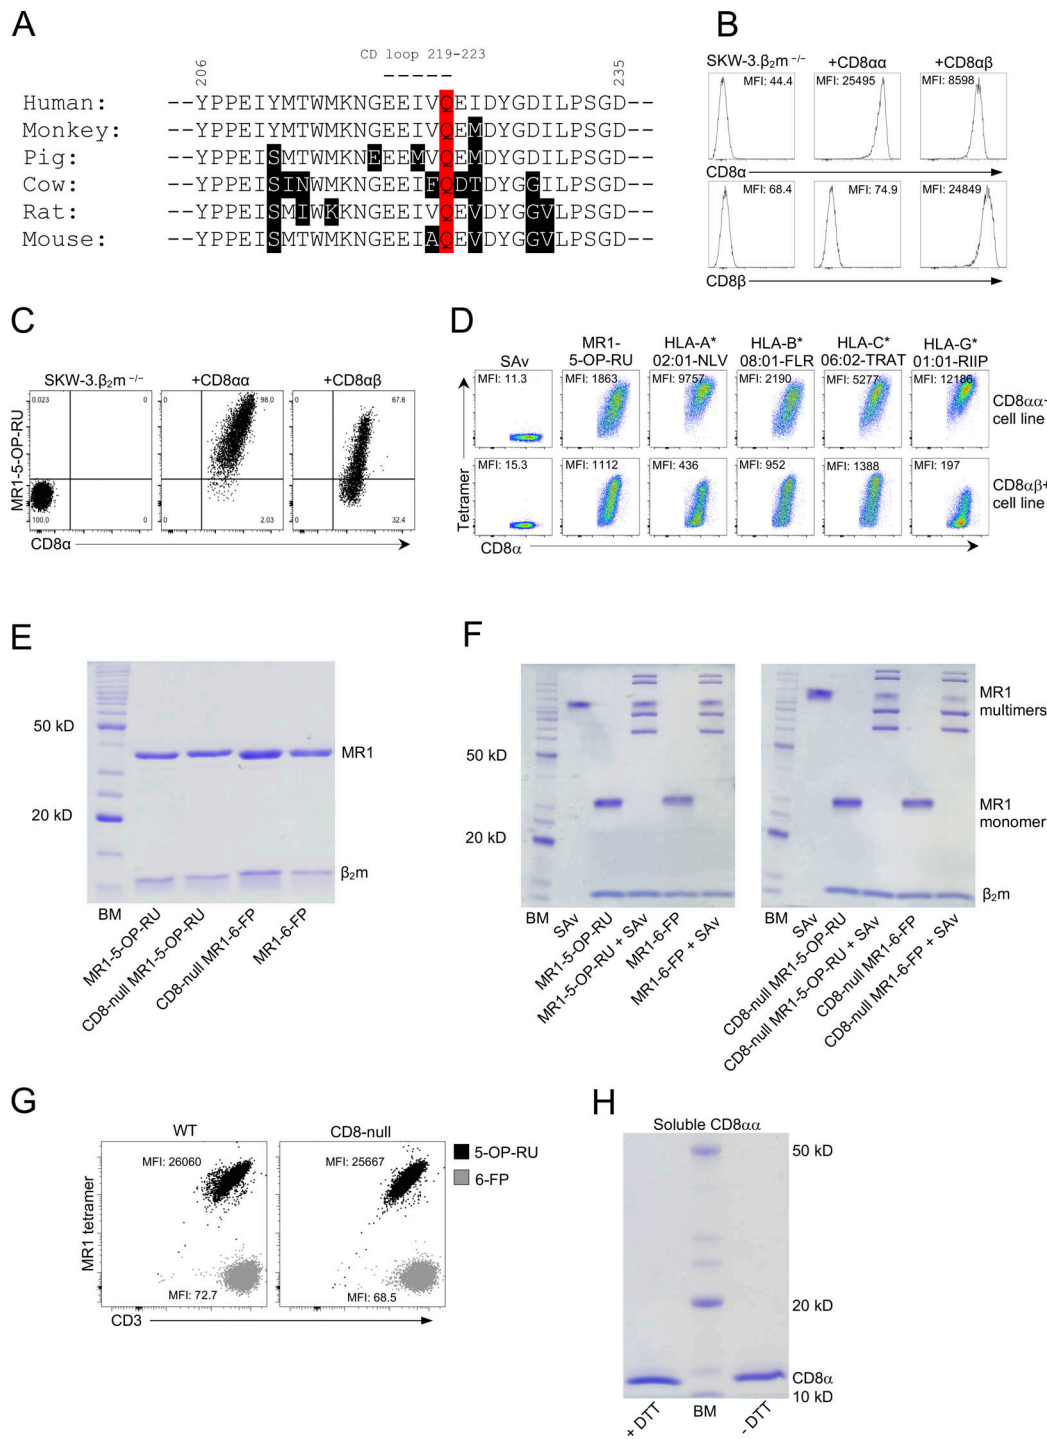 A
CD loop 219-223
206
235
Human: --YPPEIYMTWMKNGEEIVQEIDYGDILPSGD--
Monkey: --YPPEIYMTWMKNGEEIVQEMDYGDILPSGD--
Pig: --YPPEISMTWMKNEEEMVQEMDYGDILPSGD--
Cow: --YPPEISINWMKNGEEIFQDTDYGGILPSGD--
Rat: --YPPEISMIWKKNGEEIVQEVDYGGVLPSGD--
Mouse: --YPPEISMTWMKNGEEIAQEVDYGGVLPSGD--
B
SKW-3.β₂m⁻/⁻ +CD8αα +CD8αβ
MFI: 44.4 MFI: 25495 MFI: 8598
CD8α
MFI: 68.4 MFI: 74.9 MFI: 24849
CD8β
C
SKW-3.β₂m⁻/⁻ +CD8αα +CD8αβ
0.023 0 98.0 67.6
100.0 0 2.03 32.4
MR1-5-OP-RU
CD8α
D
SAv
MR1-
5-OP-RU
HLA-A*
02:01-NLV
HLA-B*
08:01-FLR
HLA-C*
06:02-TRAT
HLA-G*
01:01-RIIP
MFI: 11.3 MFI: 1863 MFI: 9757 MFI: 2190 MFI: 5277 MFI: 12186
CD8αα+
cell line
MFI: 15.3 MFI: 1112 MFI: 436 MFI: 952 MFI: 1388 MFI: 197
CD8αβ+
cell line
Tetramer
CD8α
E
50 kD
20 kD
MR1
β₂m
BM
MR1-5-OP-RU
CD8-null MR1-5-OP-RU
CD8-null MR1-6-FP
MR1-6-FP
F
50 kD
20 kD
MR1
multimers
MR1
monomer
β₂m
BM
SAv
MR1-5-OP-RU
MR1-5-OP-RU + SAv
MR1-6-FP
MR1-6-FP + SAv
BM
SAv
CD8-null MR1-5-OP-RU
CD8-null MR1-5-OP-RU + SAv
CD8-null MR1-6-FP
CD8-null MR1-6-FP + SAv
G
WT CD8-null
MFI: 26060 MFI: 25667
MFI: 72.7 MFI: 68.5
5-OP-RU
6-FP
MR1 tetramer
CD3
H
Soluble CD8αα
50 kD
20 kD
CD8α
10 kD
+ DTT
BM
- DTT